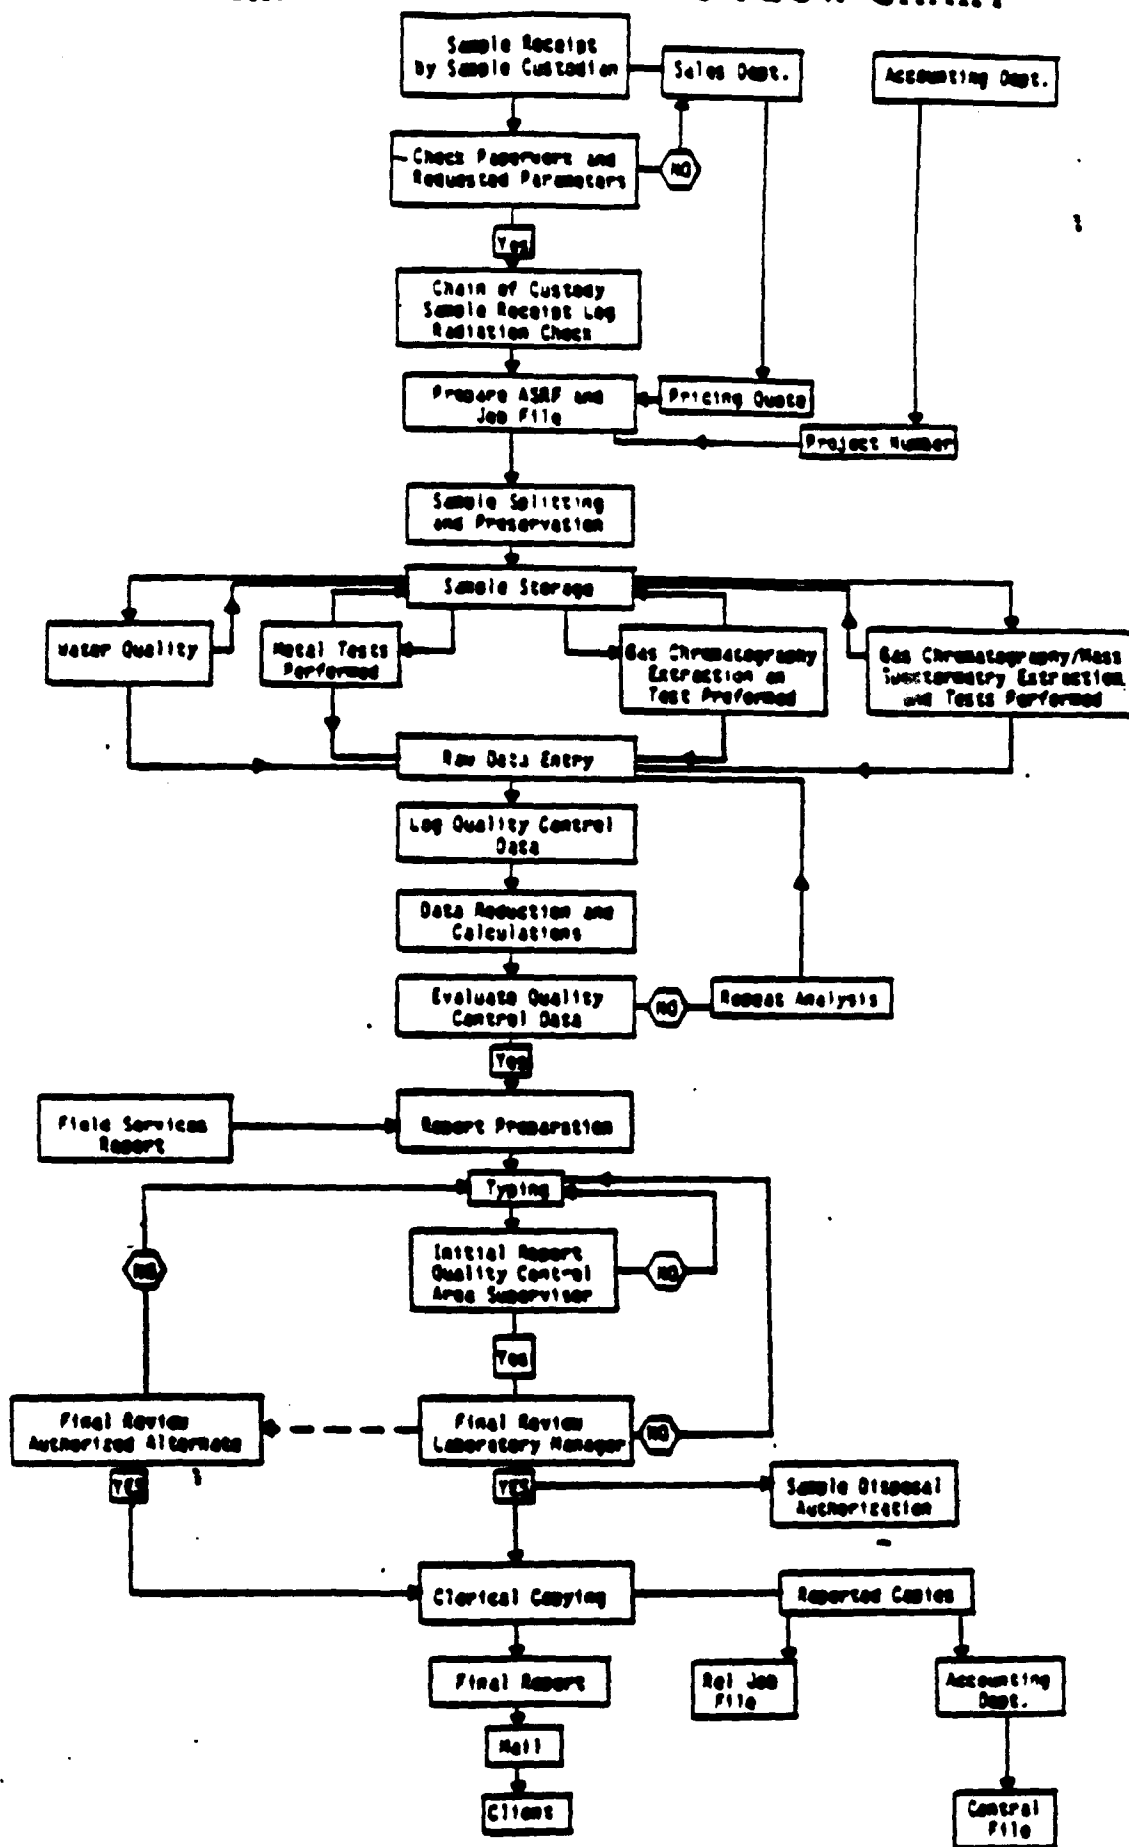 FLOW CHART
Sample Receipt
by Sample Custodian
Sales Dept.
Accounting Dept.
Check Paperwork and
Requested Parameters
NO
Yes
Chain of Custody
Sample Receipt Log
Radiation Check
Prepare ASRF and
Job File
Pricing Quote
Project Number
Sample Splitting
and Preservation
Sample Storage
Water Quality
Metal Tests
Performed
Gas Chromatography
Extraction on
Test Preformed
Gas Chromatography/Mass
Spectormetry Extraction
and Tests Performed
Raw Data Entry
Log Quality Control
Data
Data Reduction and
Calculations
Evaluate Quality
Control Data
NO
Repeat Analysis
Yes
Field Services
Report
Report Preparation
Typing
Initial Report
Quality Control
Area Supervisor
NO
NO
Yes
Final Review
Authorized Alternate
Final Review
Laboratory Manager
NO
YES
YES
Sample Disposal
Authorization
Clerical Copying
Reported Copies
Final Report
Rel Job
File
Accounting
Dept.
Mail
Client
Central
File